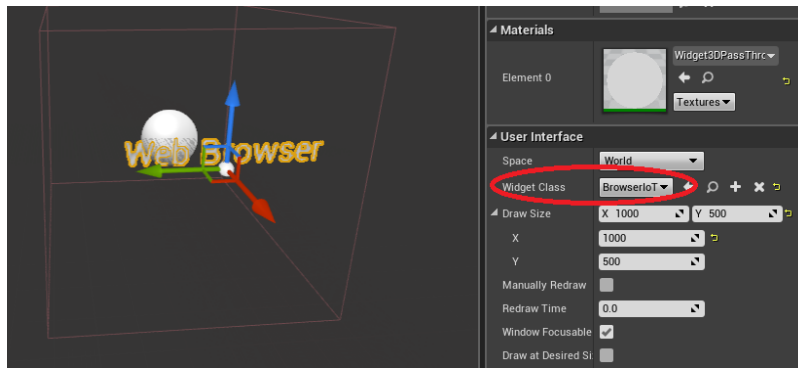 Web Browser
Materials
Element 0
Widget3DPassThrc
Textures
User Interface
Space World
Widget Class BrowserIoT
Draw Size X 1000 Y 500
X 1000
Y 500
Manually Redraw
Redraw Time 0.0
Window Focusable
Draw at Desired Si